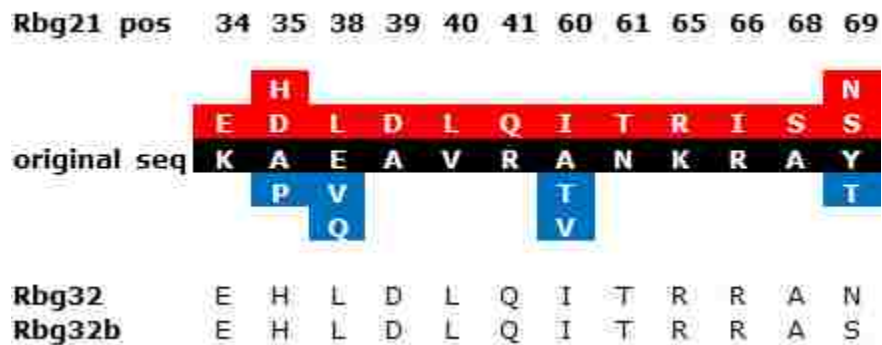 Rbg21 pos 34 35 38 39 40 41 60 61 65 66 68 69
H N
E D L D L Q I T R I S S
original seq K A E A V R A N K R A Y
P V T T
Q V
Rbg32 E H L D L Q I T R R A N
Rbg32b E H L D L Q I T R R A S